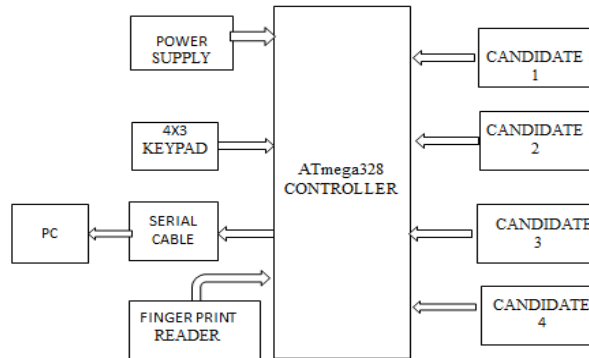 POWER
SUPPLY
4X3
KEYPAD
PC
SERIAL
CABLE
FINGER PRINT
READER
ATmega328
CONTROLLER
CANDIDATE
1
CANDIDATE
2
CANDIDATE
3
CANDIDATE
4